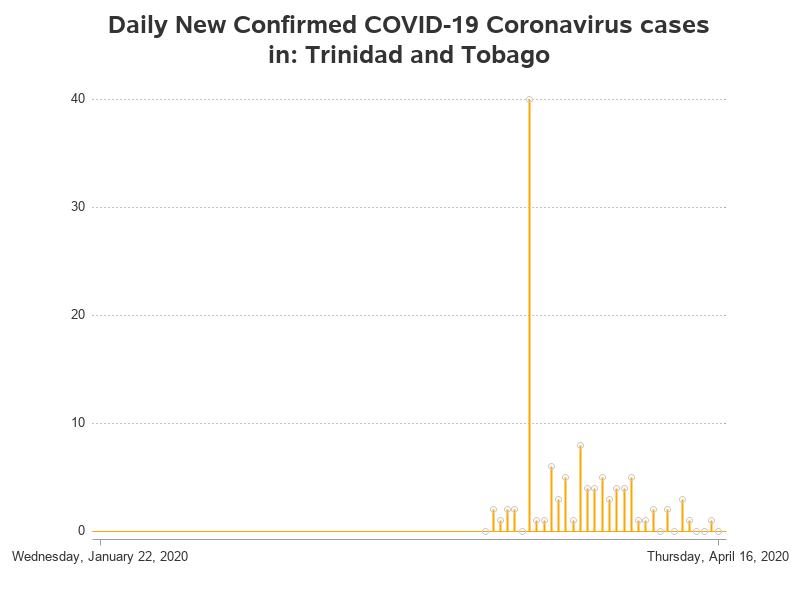 Daily New Confirmed COVID-19 Coronavirus cases
in: Trinidad and Tobago
40
30
20
10
0
Wednesday, January 22, 2020
Thursday, April 16, 2020